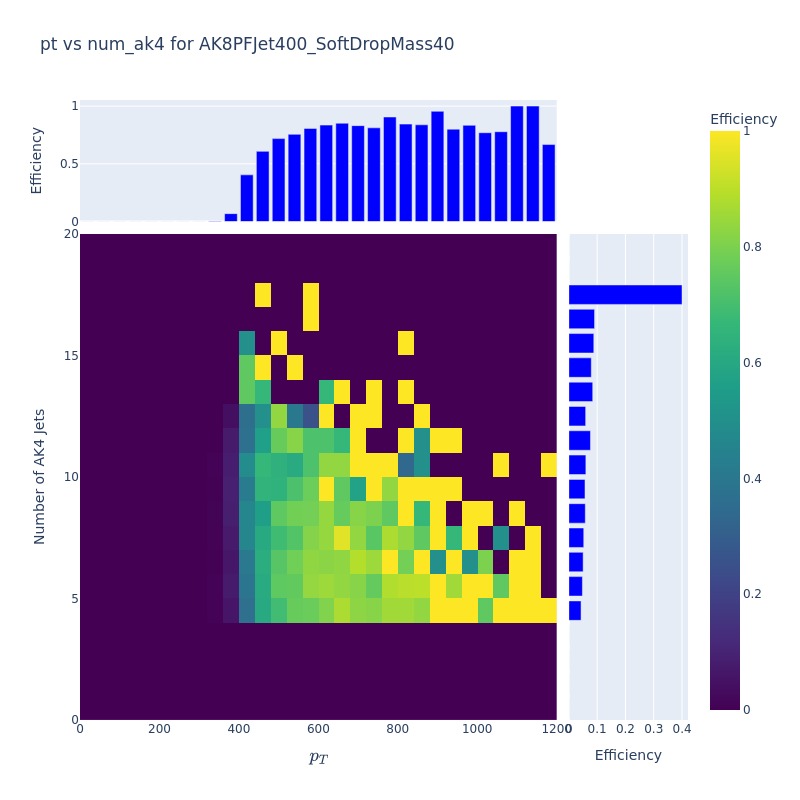 pt vs num_ak4 for AK8PFJet400_SoftDropMass40
Efficiency
1
0.5
0
Efficiency
1
0.8
0.6
0.4
0.2
0
Number of AK4 Jets
20
15
10
5
0
0 200 400 600 800 1000 1200
p_T
0 0.1 0.2 0.3 0.4
Efficiency